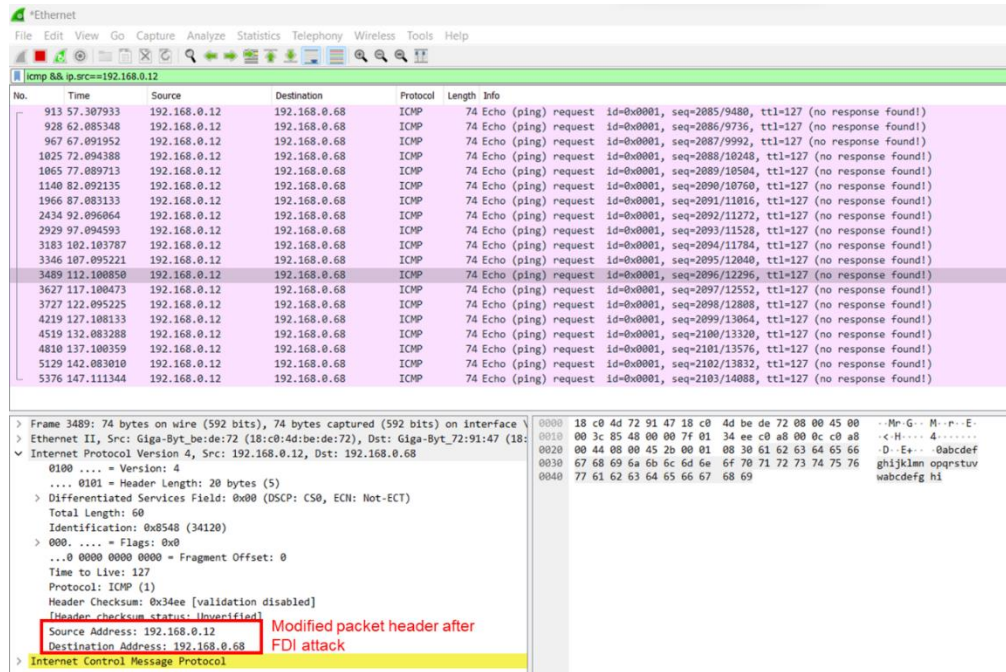 *Ethernet
File Edit View Go Capture Analyze Statistics Telephony Wireless Tools Help
icmp && ip.src==192.168.0.12
No. Time Source Destination Protocol Length Info
913 57.307933 192.168.0.12 192.168.0.68 ICMP 74 Echo (ping) request id=0x0001, seq=2085/9480, ttl=127 (no response found!)
928 62.085348 192.168.0.12 192.168.0.68 ICMP 74 Echo (ping) request id=0x0001, seq=2086/9736, ttl=127 (no response found!)
967 67.091952 192.168.0.12 192.168.0.68 ICMP 74 Echo (ping) request id=0x0001, seq=2087/9992, ttl=127 (no response found!)
1025 72.094388 192.168.0.12 192.168.0.68 ICMP 74 Echo (ping) request id=0x0001, seq=2088/10248, ttl=127 (no response found!)
1065 77.089713 192.168.0.12 192.168.0.68 ICMP 74 Echo (ping) request id=0x0001, seq=2089/10504, ttl=127 (no response found!)
1140 82.092135 192.168.0.12 192.168.0.68 ICMP 74 Echo (ping) request id=0x0001, seq=2090/10760, ttl=127 (no response found!)
1966 87.083133 192.168.0.12 192.168.0.68 ICMP 74 Echo (ping) request id=0x0001, seq=2091/11016, ttl=127 (no response found!)
2434 92.096064 192.168.0.12 192.168.0.68 ICMP 74 Echo (ping) request id=0x0001, seq=2092/11272, ttl=127 (no response found!)
2929 97.094593 192.168.0.12 192.168.0.68 ICMP 74 Echo (ping) request id=0x0001, seq=2093/11528, ttl=127 (no response found!)
3183 102.103787 192.168.0.12 192.168.0.68 ICMP 74 Echo (ping) request id=0x0001, seq=2094/11784, ttl=127 (no response found!)
3346 107.095221 192.168.0.12 192.168.0.68 ICMP 74 Echo (ping) request id=0x0001, seq=2095/12040, ttl=127 (no response found!)
3489 112.100850 192.168.0.12 192.168.0.68 ICMP 74 Echo (ping) request id=0x0001, seq=2096/12296, ttl=127 (no response found!)
3627 117.100473 192.168.0.12 192.168.0.68 ICMP 74 Echo (ping) request id=0x0001, seq=2097/12552, ttl=127 (no response found!)
3727 122.095225 192.168.0.12 192.168.0.68 ICMP 74 Echo (ping) request id=0x0001, seq=2098/12808, ttl=127 (no response found!)
4219 127.108133 192.168.0.12 192.168.0.68 ICMP 74 Echo (ping) request id=0x0001, seq=2099/13064, ttl=127 (no response found!)
4519 132.083288 192.168.0.12 192.168.0.68 ICMP 74 Echo (ping) request id=0x0001, seq=2100/13320, ttl=127 (no response found!)
4810 137.100359 192.168.0.12 192.168.0.68 ICMP 74 Echo (ping) request id=0x0001, seq=2101/13576, ttl=127 (no response found!)
5129 142.083010 192.168.0.12 192.168.0.68 ICMP 74 Echo (ping) request id=0x0001, seq=2102/13832, ttl=127 (no response found!)
5376 147.111344 192.168.0.12 192.168.0.68 ICMP 74 Echo (ping) request id=0x0001, seq=2103/14088, ttl=127 (no response found!)
> Frame 3489: 74 bytes on wire (592 bits), 74 bytes captured (592 bits) on interface \
> Ethernet II, Src: Giga-Byt_be:de:72 (18:c0:4d:be:de:72), Dst: Giga-Byt_72:91:47 (18:
Internet Protocol Version 4, Src: 192.168.0.12, Dst: 192.168.0.68
0100 .... = Version: 4
.... 0101 = Header Length: 20 bytes (5)
> Differentiated Services Field: 0x00 (DSCP: CS0, ECN: Not-ECT)
Total Length: 60
Identification: 0x8548 (34120)
> 000. .... = Flags: 0x0
...0 0000 0000 0000 = Fragment Offset: 0
Time to Live: 127
Protocol: ICMP (1)
Header Checksum: 0x34ee [validation disabled]
[Header checksum status: Unverified]
Source Address: 192.168.0.12
Destination Address: 192.168.0.68
> Internet Control Message Protocol
Modified packet header after
FDI attack
0000 18 c0 4d 72 91 47 18 c0 4d be de 72 08 00 45 00 ··Mr·G·· M··r··E·
0010 00 3c 85 48 00 00 7f 01 34 ee c0 a8 00 0c c0 a8 ·<·H···· 4·······
0020 00 44 08 00 45 2b 00 01 08 30 61 62 63 64 65 66 ·D··E+·· ·0abcdef
0030 67 68 69 6a 6b 6c 6d 6e 6f 70 71 72 73 74 75 76 ghijklmn opqrstuv
0040 77 61 62 63 64 65 66 67 68 69 wabcdefg hi